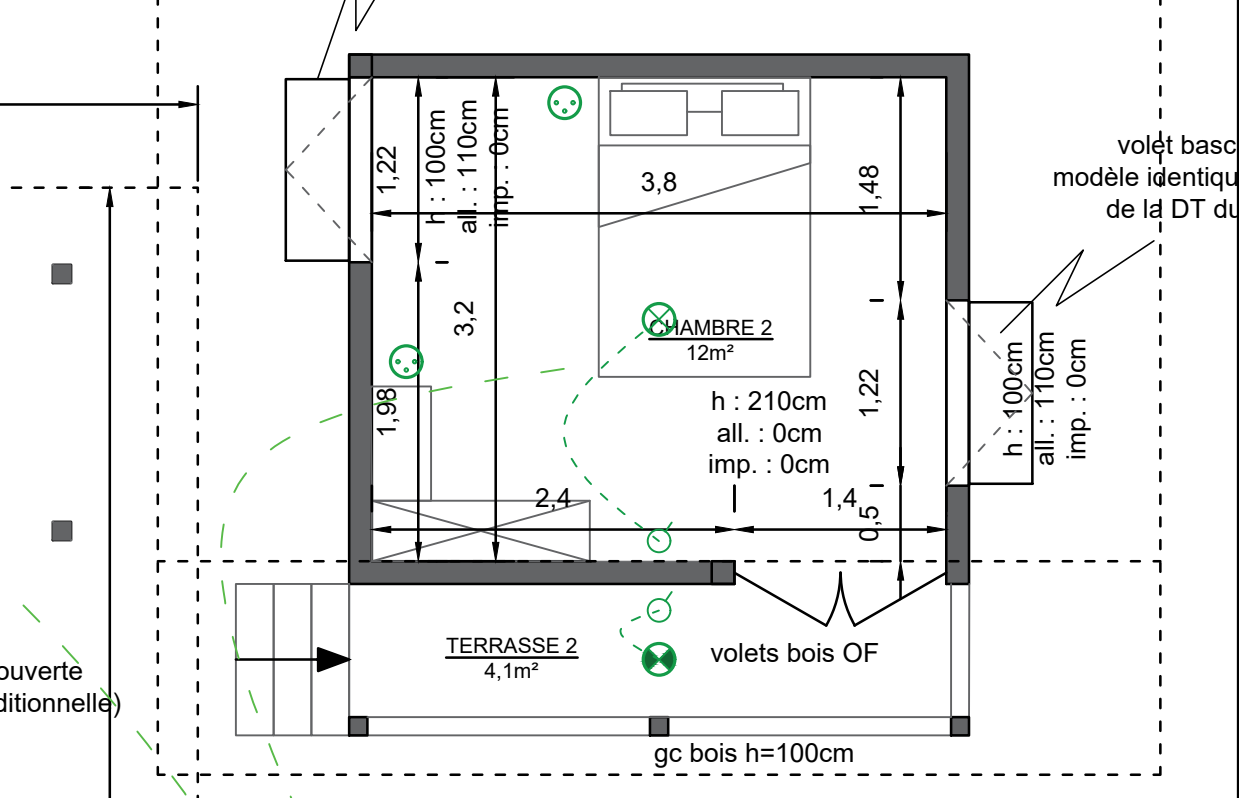 volet basc
modèle identiqu
de la DT du
1,22
h : 100cm
all. : 110cm
imp. : 0cm
3,8
1,48
3,2
CHAMBRE 2
12m²
1,98
h : 210cm
all. : 0cm
imp. : 0cm
1,22
h : 100cm
all. : 110cm
imp. : 0cm
2,4
1,4
0,5
TERRASSE 2
4,1m²
volets bois OF
ouverte
ditionnelle)
gc bois h=100cm